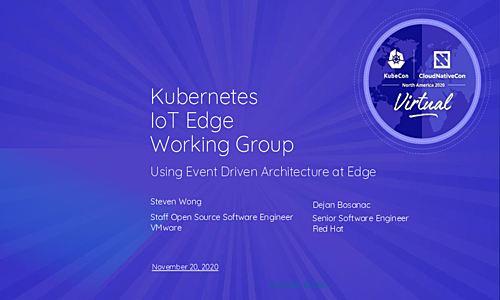 KubeCon
CloudNativeCon
North America 2020
Virtual
Kubernetes
IoT Edge
Working Group
Using Event Driven Architecture at Edge
Steven Wong
Staff Open Source Software Engineer
VMware
Dejan Bosanac
Senior Software Engineer
Red Hat
November 20, 2020